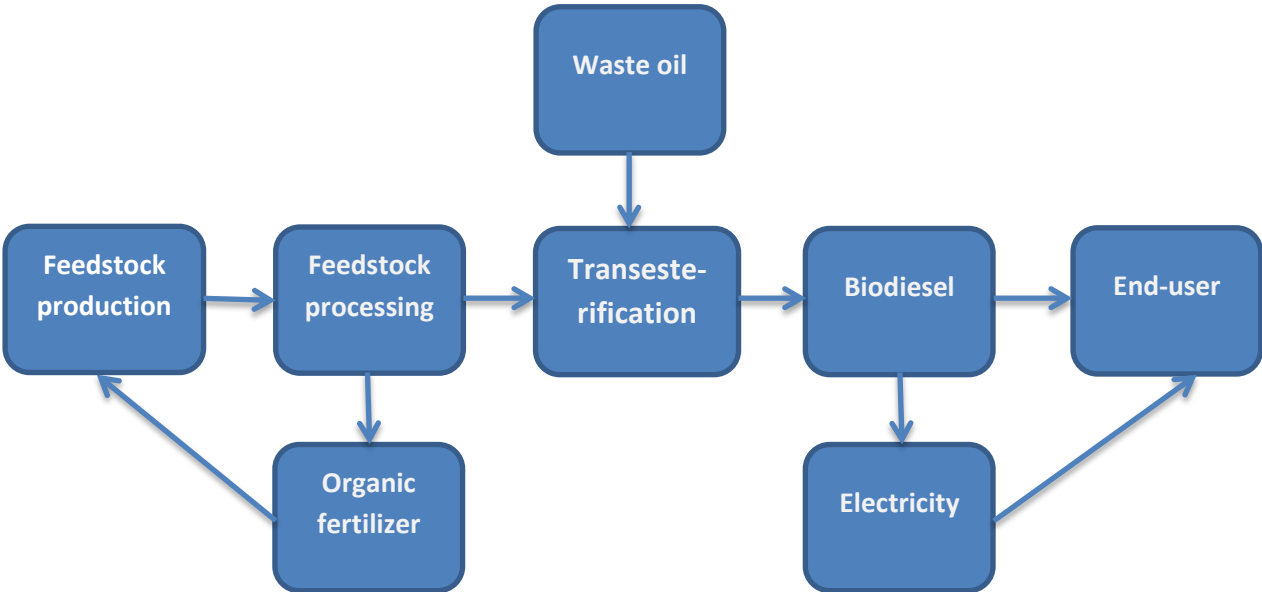 Waste oil
Feedstock
production
Feedstock
processing
Transeste-
rification
Biodiesel
End-user
Organic
fertilizer
Electricity